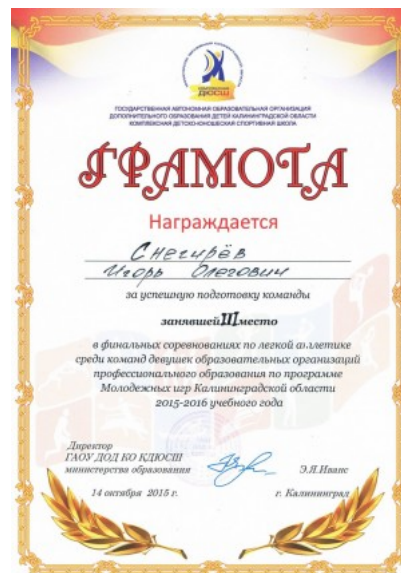 КОМПЛЕКСНАЯ
ДЮСШ
ГОСУДАРСТВЕННАЯ АВТОНОМНАЯ ОБРАЗОВАТЕЛЬНАЯ ОРГАНИЗАЦИЯ
ДОПОЛНИТЕЛЬНОГО ОБРАЗОВАНИЯ ДЕТЕЙ КАЛИНИНГРАДСКОЙ ОБЛАСТИ
КОМПЛЕКСНАЯ ДЕТСКО-ЮНОШЕСКАЯ СПОРТИВНАЯ ШКОЛА
ГРАМОТА
Награждается
Снегирёв
Игорь Олегович
за успешную подготовку команды
занявшей III место
в финальных соревнованиях по легкой атлетике
среди команд девушек образовательных организаций
профессионального образования по программе
Молодежных игр Калининградской области
2015-2016 учебного года
Директор
ГАОУ ДОД КО КДЮСШ
министерства образования
Э.Я.Иванс
14 октября 2015 г.
г. Калининград